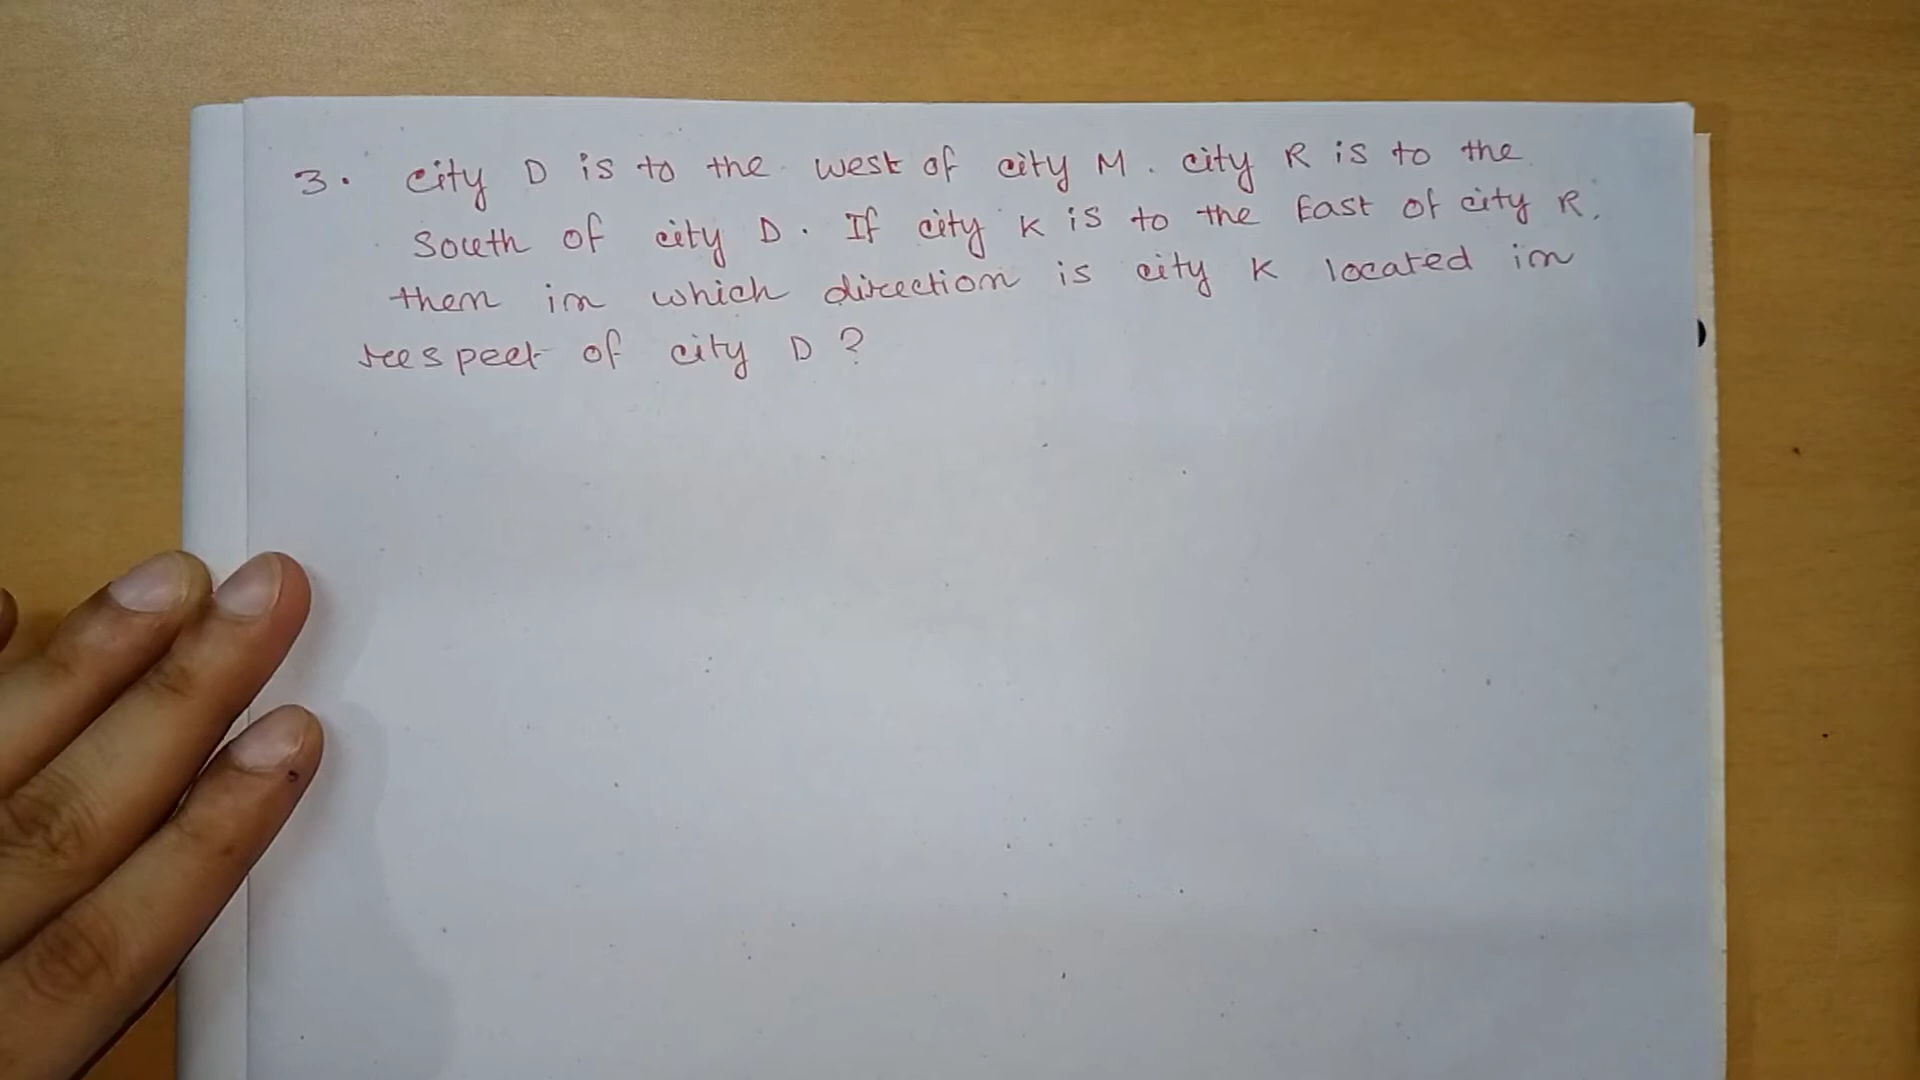 3. city D is to the west of city M. city R is to the
South of city D. If city K is to the East of city R,
then in which direction is city K located in
respect of city D?